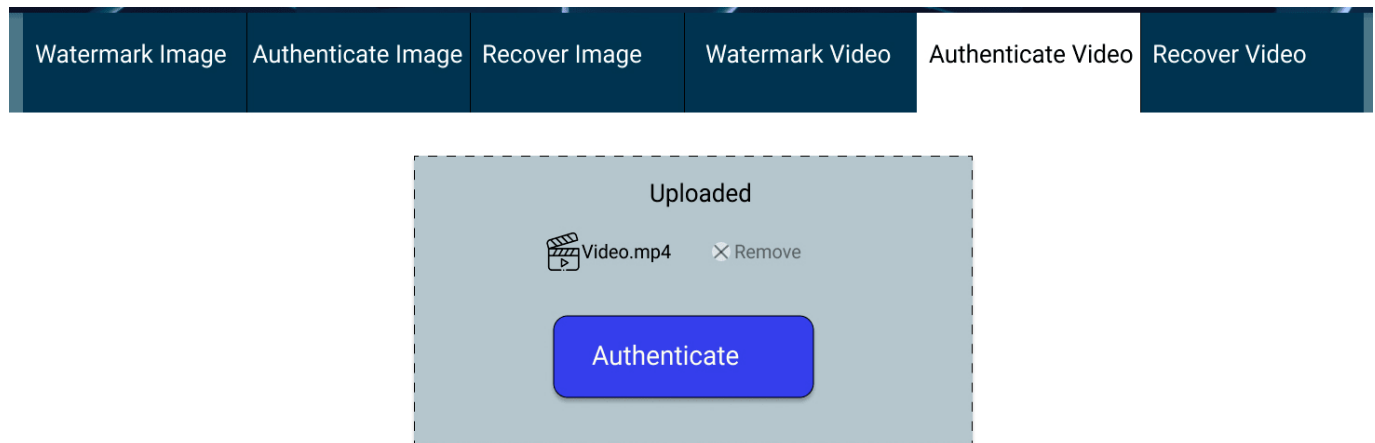 Watermark Image Authenticate Image Recover Image Watermark Video Authenticate Video Recover Video
Uploaded
Video.mp4 Remove
Authenticate